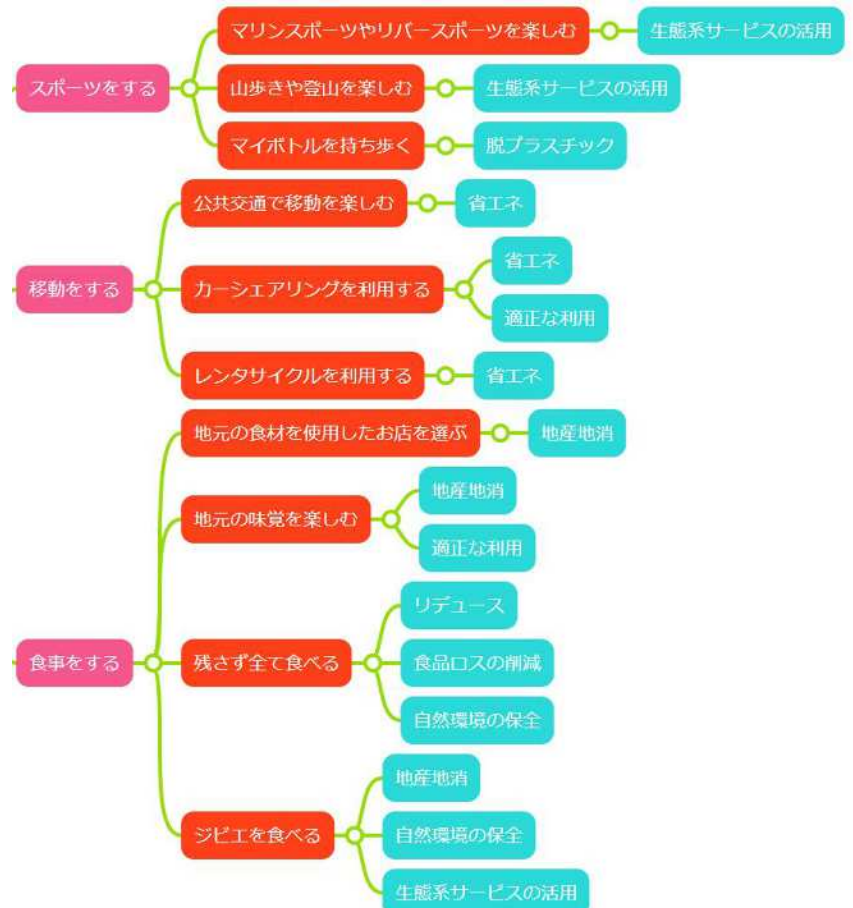 マリンスポーツやリバースポーツを楽しむ
生態系サービスの活用
スポーツをする
山歩きや登山を楽しむ
生態系サービスの活用
マイボトルを持ち歩く
脱プラスチック
公共交通で移動を楽しむ
省エネ
移動をする
カーシェアリングを利用する
省エネ
適正な利用
レンタサイクルを利用する
省エネ
地元の食材を使用したお店を選ぶ
地産地消
地元の味覚を楽しむ
地産地消
適正な利用
食事をする
残さず全て食べる
リデュース
食品ロスの削減
自然環境の保全
ジビエを食べる
地産地消
自然環境の保全
生態系サービスの活用